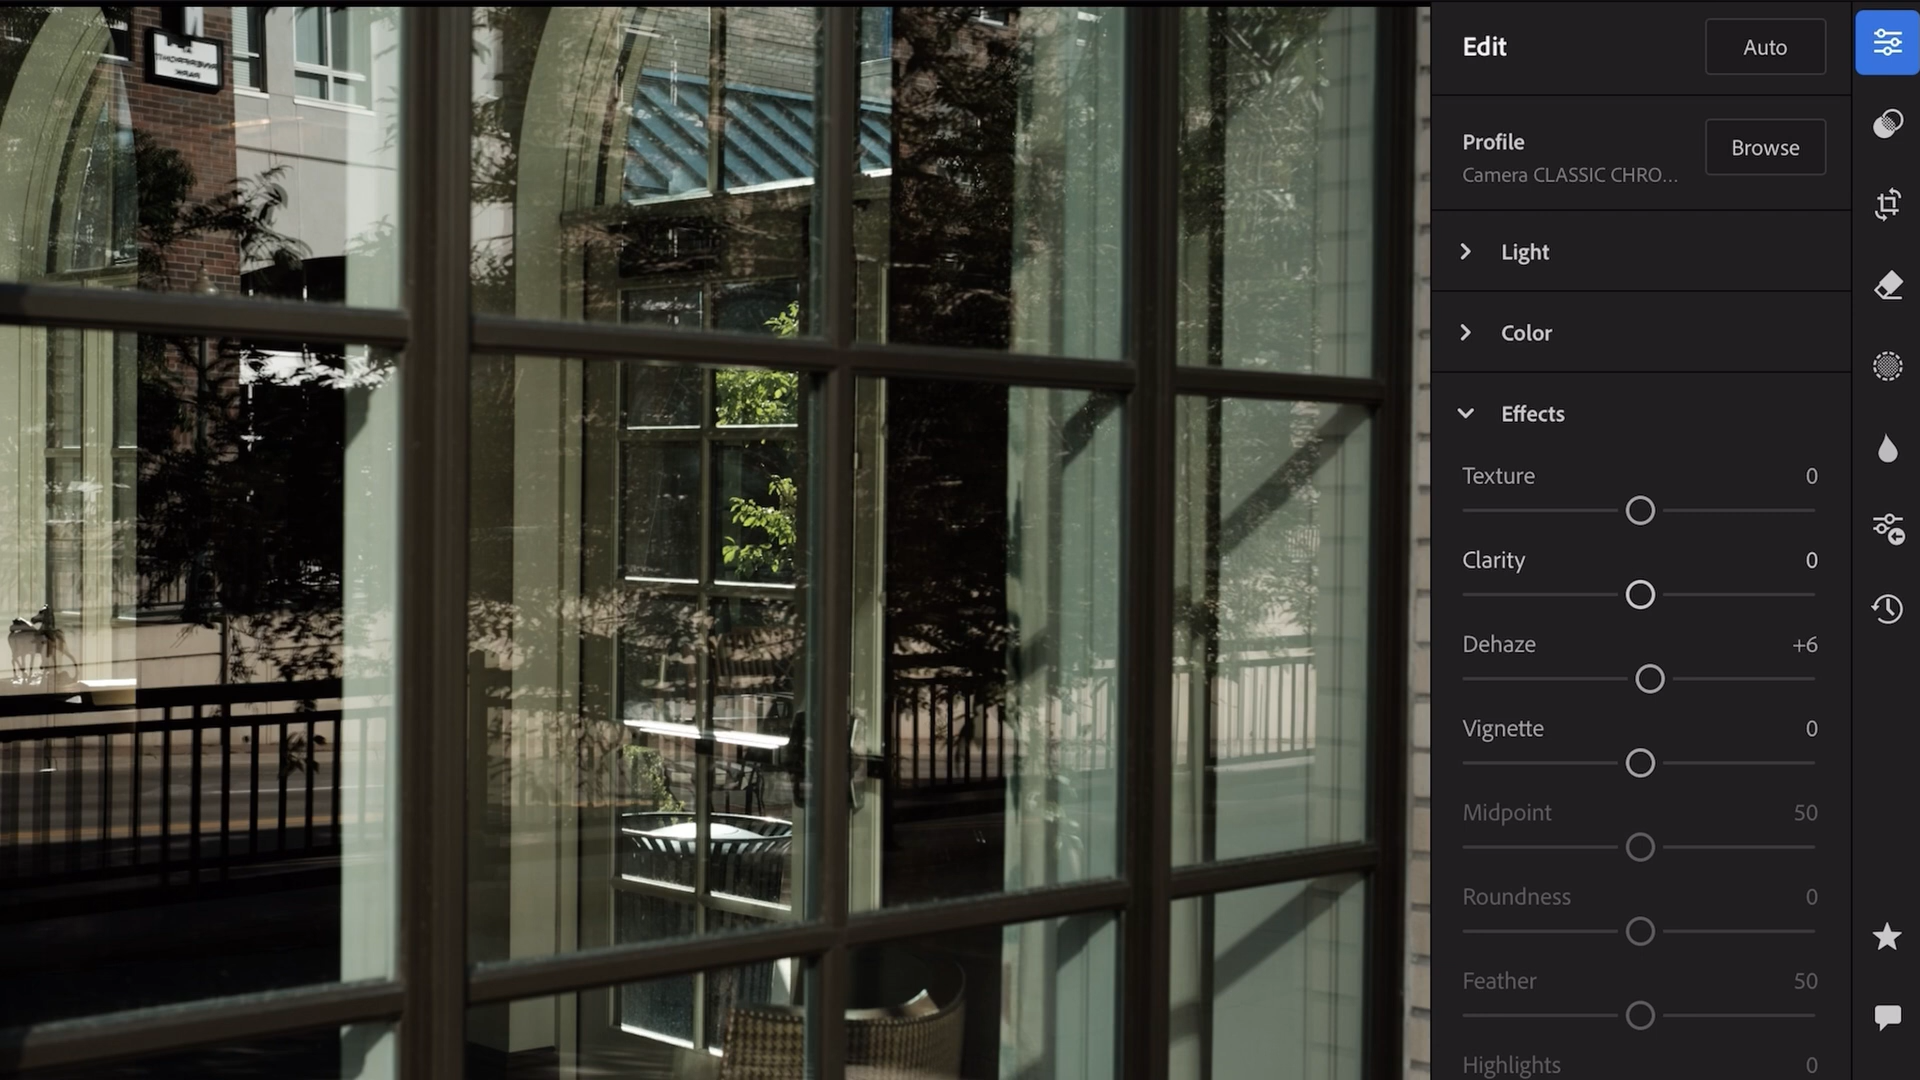 Edit
Auto
Profile
Browse
Camera CLASSIC CHRO...
Light
Color
Effects
Texture 0
Clarity 0
Dehaze +6
Vignette 0
Midpoint 50
Roundness 0
Feather 50
Highlights 0